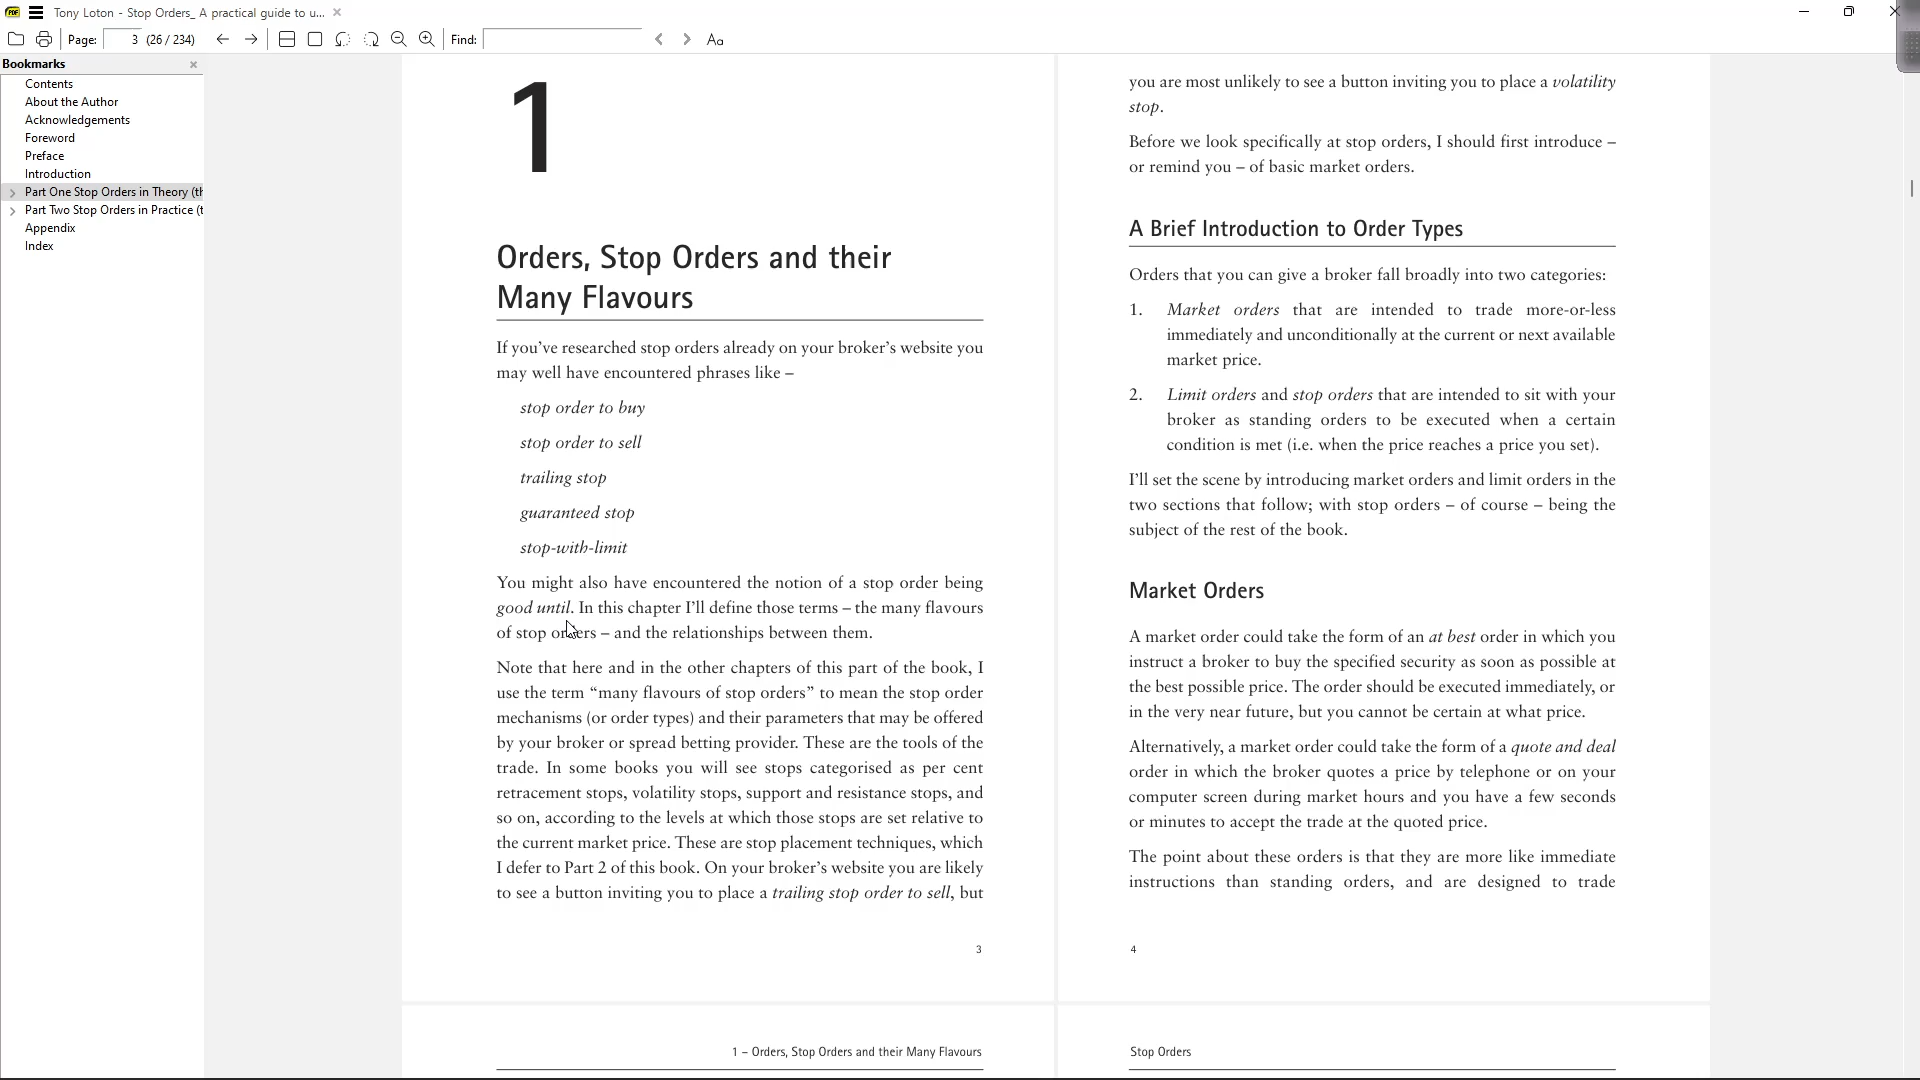 Tony Loton - Stop Orders_ A practical guide to u...
Page: 3 (26 / 234) Find: Aa
Bookmarks
Contents
About the Author
Acknowledgements
Foreword
Preface
Introduction
Part One Stop Orders in Theory (th
Part Two Stop Orders in Practice (t
Appendix
Index
1
Orders, Stop Orders and their
Many Flavours
If you've researched stop orders already on your broker's website you
may well have encountered phrases like –
stop order to buy
stop order to sell
trailing stop
guaranteed stop
stop-with-limit
You might also have encountered the notion of a stop order being
good until. In this chapter I'll define those terms – the many flavours
of stop orders – and the relationships between them.
Note that here and in the other chapters of this part of the book, I
use the term “many flavours of stop orders” to mean the stop order
mechanisms (or order types) and their parameters that may be offered
by your broker or spread betting provider. These are the tools of the
trade. In some books you will see stops categorised as per cent
retracement stops, volatility stops, support and resistance stops, and
so on, according to the levels at which those stops are set relative to
the current market price. These are stop placement techniques, which
I defer to Part 2 of this book. On your broker's website you are likely
to see a button inviting you to place a trailing stop order to sell, but
3
you are most unlikely to see a button inviting you to place a volatility
stop.
Before we look specifically at stop orders, I should first introduce –
or remind you – of basic market orders.
A Brief Introduction to Order Types
Orders that you can give a broker fall broadly into two categories:
1. Market orders that are intended to trade more-or-less
immediately and unconditionally at the current or next available
market price.
2. Limit orders and stop orders that are intended to sit with your
broker as standing orders to be executed when a certain
condition is met (i.e. when the price reaches a price you set).
I'll set the scene by introducing market orders and limit orders in the
two sections that follow; with stop orders – of course – being the
subject of the rest of the book.
Market Orders
A market order could take the form of an at best order in which you
instruct a broker to buy the specified security as soon as possible at
the best possible price. The order should be executed immediately, or
in the very near future, but you cannot be certain at what price.
Alternatively, a market order could take the form of a quote and deal
order in which the broker quotes a price by telephone or on your
computer screen during market hours and you have a few seconds
or minutes to accept the trade at the quoted price.
The point about these orders is that they are more like immediate
instructions than standing orders, and are designed to trade
4
1 – Orders, Stop Orders and their Many Flavours
Stop Orders